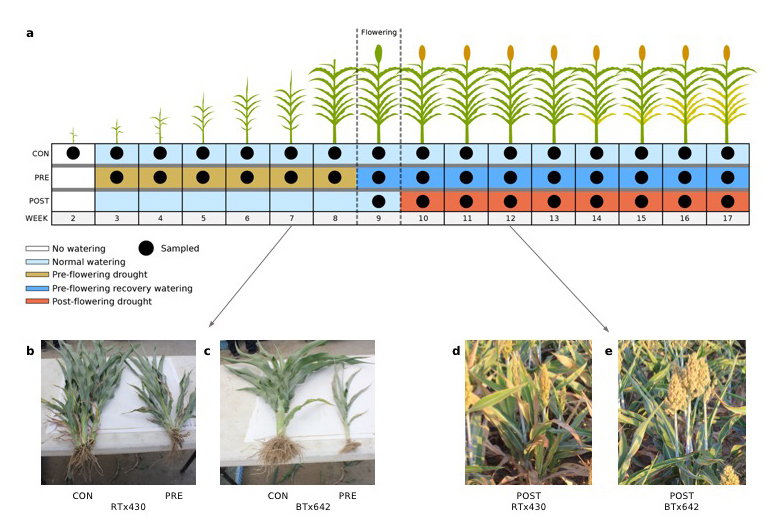 a
Flowering
CON
PRE
POST
WEEK 2 3 4 5 6 7 8 9 10 11 12 13 14 15 16 17
No watering
Sampled
Normal watering
Pre-flowering drought
Pre-flowering recovery watering
Post-flowering drought
b c d e
CON PRE CON PRE POST POST
RTx430 BTx642 RTx430 BTx642